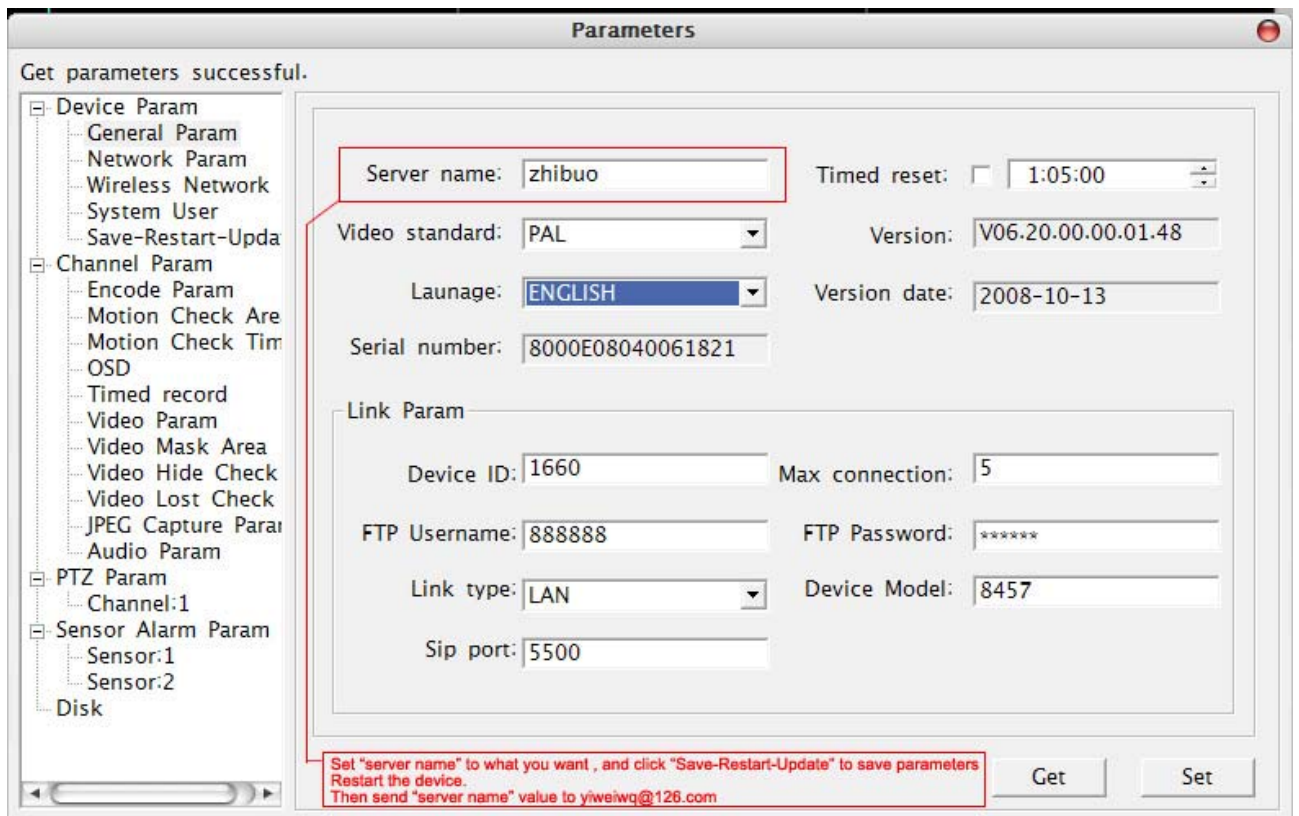 Parameters
Get parameters successful.
Device Param
General Param
Network Param
Wireless Network
System User
Save-Restart-Upda
Channel Param
Encode Param
Motion Check Are
Motion Check Tim
OSD
Timed record
Video Param
Video Mask Area
Video Hide Check
Video Lost Check
JPEG Capture Parar
Audio Param
PTZ Param
Channel:1
Sensor Alarm Param
Sensor:1
Sensor:2
Disk
Server name: zhibuo
Timed reset: 1:05:00
Video standard: PAL
Version: V06.20.00.00.01.48
Launage: ENGLISH
Version date: 2008-10-13
Serial number: 8000E08040061821
Link Param
Device ID: 1660
Max connection: 5
FTP Username: 888888
FTP Password: ******
Link type: LAN
Device Model: 8457
Sip port: 5500
Set "server name" to what you want , and click "Save-Restart-Update" to save parameters
Restart the device.
Then send "server name" value to yiweiwq@126.com
Get
Set